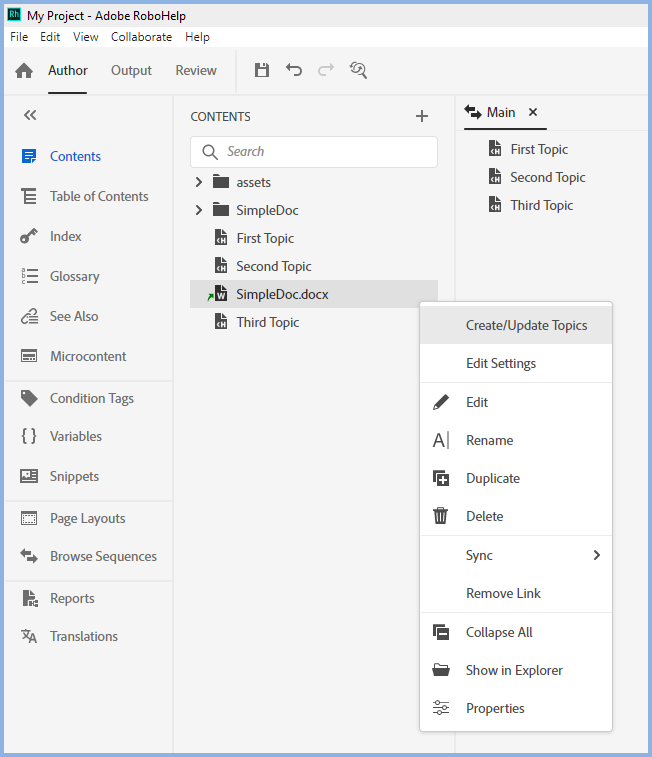 My Project - Adobe RoboHelp
File Edit View Collaborate Help
Author Output Review
Contents
Table of Contents
Index
Glossary
See Also
Microcontent
Condition Tags
Variables
Snippets
Page Layouts
Browse Sequences
Reports
Translations
CONTENTS
Search
assets
SimpleDoc
First Topic
Second Topic
SimpleDoc.docx
Third Topic
Main
First Topic
Second Topic
Third Topic
Create/Update Topics
Edit Settings
Edit
Rename
Duplicate
Delete
Sync
Remove Link
Collapse All
Show in Explorer
Properties